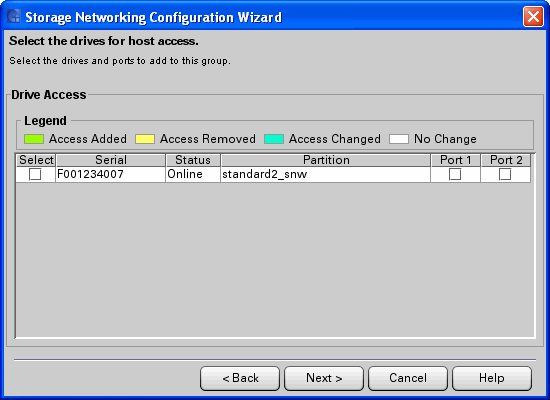 Storage Networking Configuration Wizard
Select the drives for host access.
Select the drives and ports to add to this group.
Drive Access
Legend
Access Added Access Removed Access Changed No Change
Select Serial Status Partition Port 1 Port 2
F001234007 Online standard2_snw
< Back Next > Cancel Help